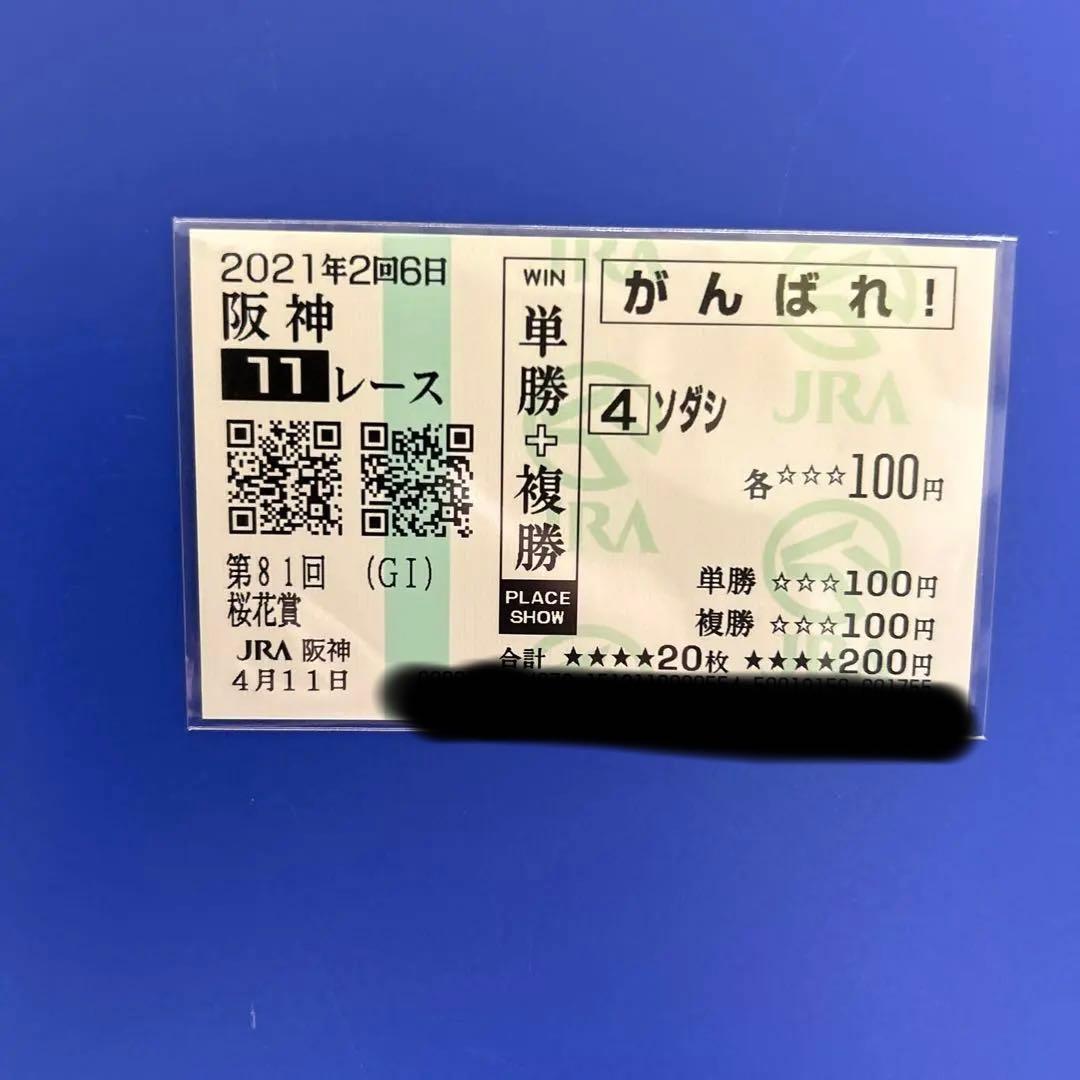 2021年2回6日
阪神
11レース
第81回 (GI)
桜花賞
JRA 阪神
4月11日
WIN
単勝+複勝
PLACE
SHOW
がんばれ!
4 ソダシ
各☆☆☆100円
単勝 ☆☆☆100円
複勝 ☆☆☆100円
合計 ★★★★20枚 ★★★★200円
JRA
JRA
JRA